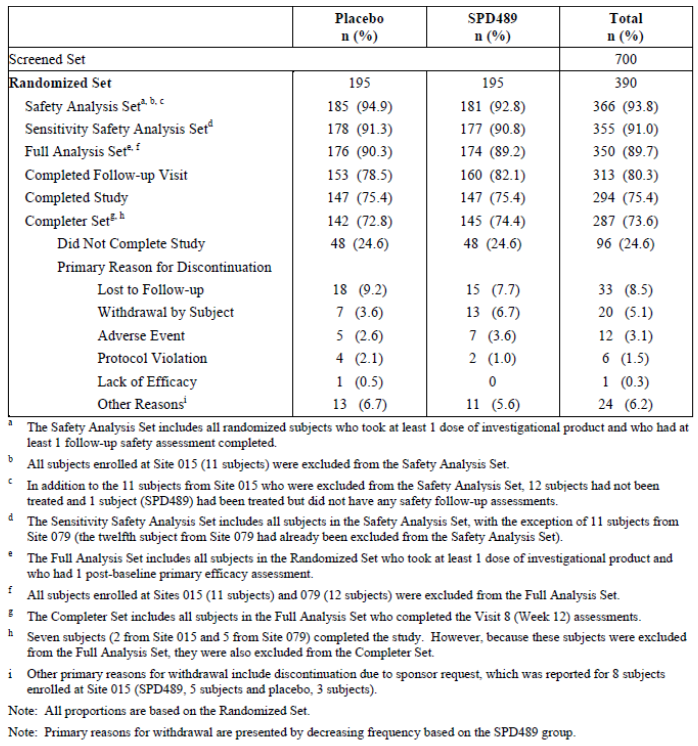 Placebo SPD489 Total
n (%) n (%) n (%)
Screened Set 700
Randomized Set 195 195 390
Safety Analysis Set a, b, c 185 (94.9) 181 (92.8) 366 (93.8)
Sensitivity Safety Analysis Set d 178 (91.3) 177 (90.8) 355 (91.0)
Full Analysis Set e, f 176 (90.3) 174 (89.2) 350 (89.7)
Completed Follow-up Visit 153 (78.5) 160 (82.1) 313 (80.3)
Completed Study 147 (75.4) 147 (75.4) 294 (75.4)
Completer Set g, h 142 (72.8) 145 (74.4) 287 (73.6)
Did Not Complete Study 48 (24.6) 48 (24.6) 96 (24.6)
Primary Reason for Discontinuation
Lost to Follow-up 18 (9.2) 15 (7.7) 33 (8.5)
Withdrawal by Subject 7 (3.6) 13 (6.7) 20 (5.1)
Adverse Event 5 (2.6) 7 (3.6) 12 (3.1)
Protocol Violation 4 (2.1) 2 (1.0) 6 (1.5)
Lack of Efficacy 1 (0.5) 0 1 (0.3)
Other Reasons i 13 (6.7) 11 (5.6) 24 (6.2)
a The Safety Analysis Set includes all randomized subjects who took at least 1 dose of investigational product and who had at
least 1 follow-up safety assessment completed.
b All subjects enrolled at Site 015 (11 subjects) were excluded from the Safety Analysis Set.
c In addition to the 11 subjects from Site 015 who were excluded from the Safety Analysis Set, 12 subjects had not been
treated and 1 subject (SPD489) had been treated but did not have any safety follow-up assessments.
d The Sensitivity Safety Analysis Set includes all subjects in the Safety Analysis Set, with the exception of 11 subjects from
Site 079 (the twelfth subject from Site 079 had already been excluded from the Safety Analysis Set).
e The Full Analysis Set includes all subjects in the Randomized Set who took at least 1 dose of investigational product and
who had 1 post-baseline primary efficacy assessment.
f All subjects enrolled at Sites 015 (11 subjects) and 079 (12 subjects) were excluded from the Full Analysis Set.
g The Completer Set includes all subjects in the Full Analysis Set who completed the Visit 8 (Week 12) assessments.
h Seven subjects (2 from Site 015 and 5 from Site 079) completed the study. However, because these subjects were excluded
from the Full Analysis Set, they were also excluded from the Completer Set.
i Other primary reasons for withdrawal include discontinuation due to sponsor request, which was reported for 8 subjects
enrolled at Site 015 (SPD489, 5 subjects and placebo, 3 subjects).
Note: All proportions are based on the Randomized Set.
Note: Primary reasons for withdrawal are presented by decreasing frequency based on the SPD489 group.